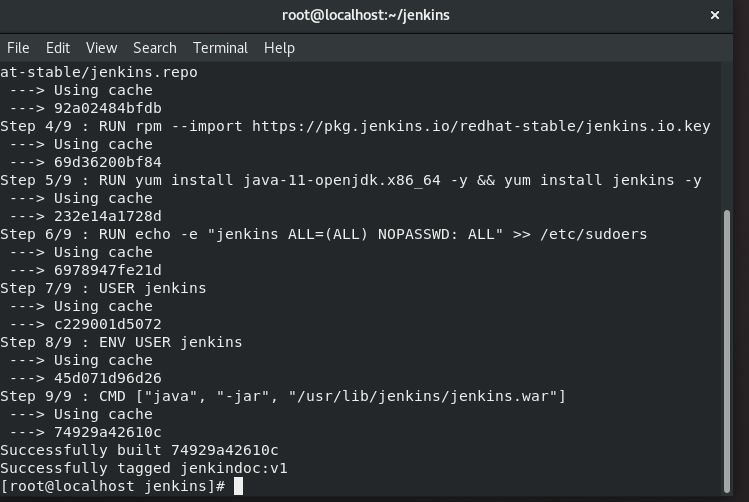 root@localhost:~/jenkins
×
File Edit View Search Terminal Help
at-stable/jenkins.repo
 ---> Using cache
 ---> 92a02484bfdb
Step 4/9 : RUN rpm --import https://pkg.jenkins.io/redhat-stable/jenkins.io.key
 ---> Using cache
 ---> 69d36200bf84
Step 5/9 : RUN yum install java-11-openjdk.x86_64 -y && yum install jenkins -y
 ---> Using cache
 ---> 232e14a1728d
Step 6/9 : RUN echo -e "jenkins ALL=(ALL) NOPASSWD: ALL" >> /etc/sudoers
 ---> Using cache
 ---> 6978947fe21d
Step 7/9 : USER jenkins
 ---> Using cache
 ---> c229001d5072
Step 8/9 : ENV USER jenkins
 ---> Using cache
 ---> 45d071d96d26
Step 9/9 : CMD ["java", "-jar", "/usr/lib/jenkins/jenkins.war"]
 ---> Using cache
 ---> 74929a42610c
Successfully built 74929a42610c
Successfully tagged jenkindoc:v1
[root@localhost jenkins]#